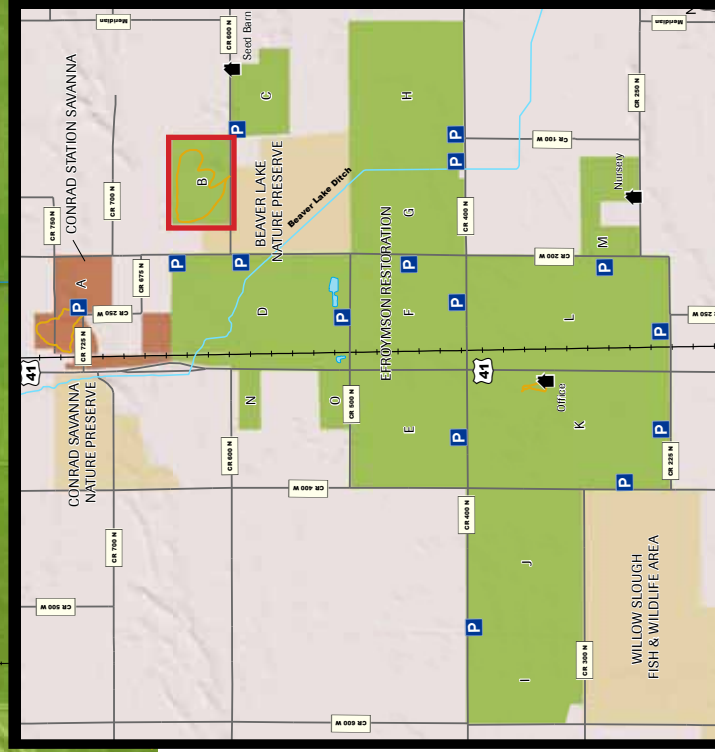 Meridian
CR 600 N
Seed Barn
Meridian
N
CONRAD STATION SAVANNA
CR 750 N
CR 700 N
C
H
CR 250 N
P
B
P
CR 100 W
BEAVER LAKE
NATURE PRESERVE
P
Beaver Lake Ditch
Nursery
G
CR 400 N
M
A
CR 675 N
P
P
P
CR 200 W
P
P
CR 250 W
D
P
EFROYMSON RESTORATION
F
P
L
CR 250 W
CR 725 N
P
41
41
CONRAD SAVANNA
NATURE PRESERVE
N
O
CR 500 N
Office
E
P
K
P
CR 600 N
CR 225 N
CR 400 W
P
CR 400 N
CR 700 N
J
WILLOW SLOUGH
FISH & WILDLIFE AREA
CR 500 W
P
CR 300 N
I
CR 600 W